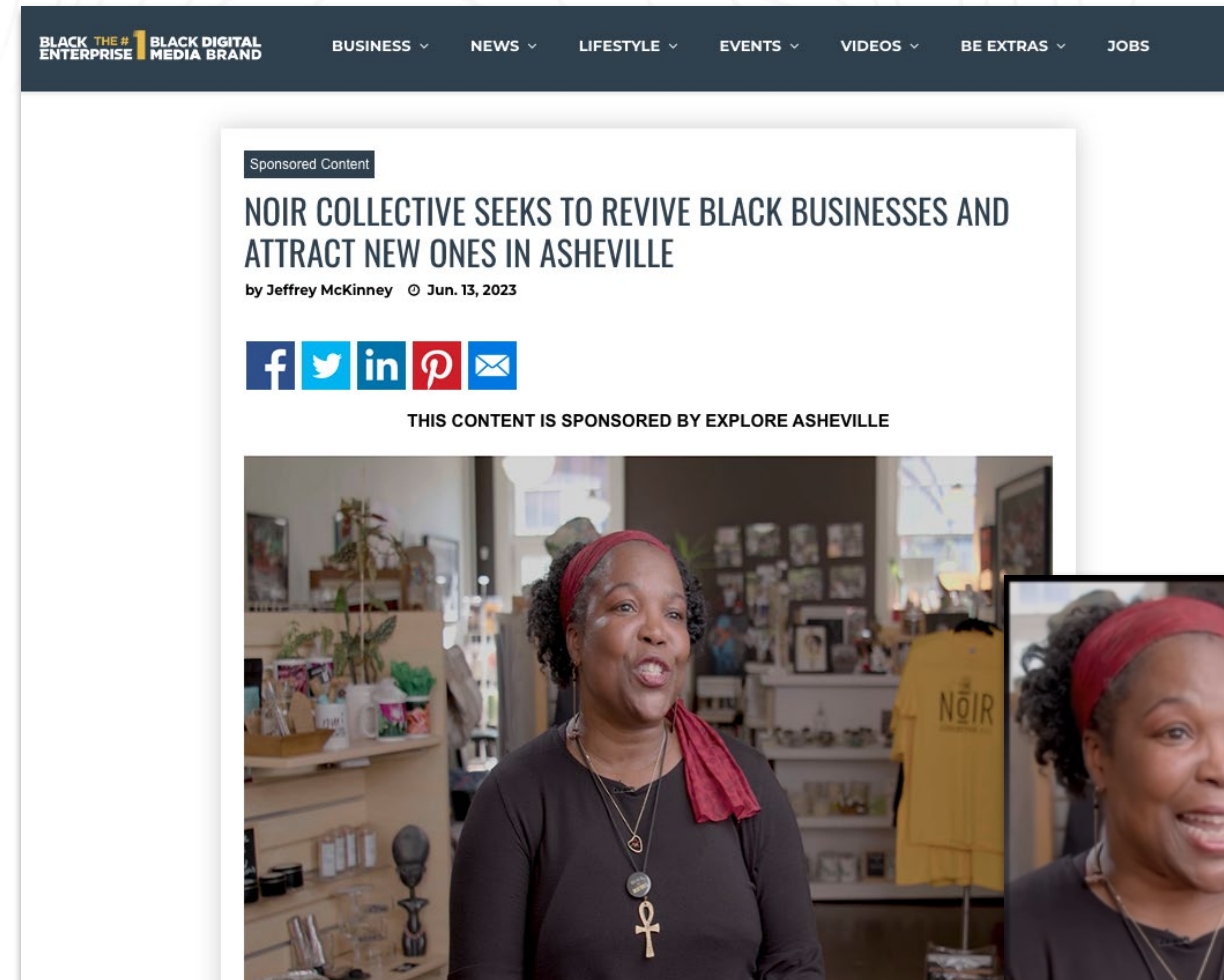 BLACK THE # 1 BLACK DIGITAL
ENTERPRISE MEDIA BRAND
BUSINESS NEWS LIFESTYLE EVENTS VIDEOS BE EXTRAS JOBS
Sponsored Content
NOIR COLLECTIVE SEEKS TO REVIVE BLACK BUSINESSES AND
ATTRACT NEW ONES IN ASHEVILLE
by Jeffrey McKinney Jun. 13, 2023
THIS CONTENT IS SPONSORED BY EXPLORE ASHEVILLE
NOIR